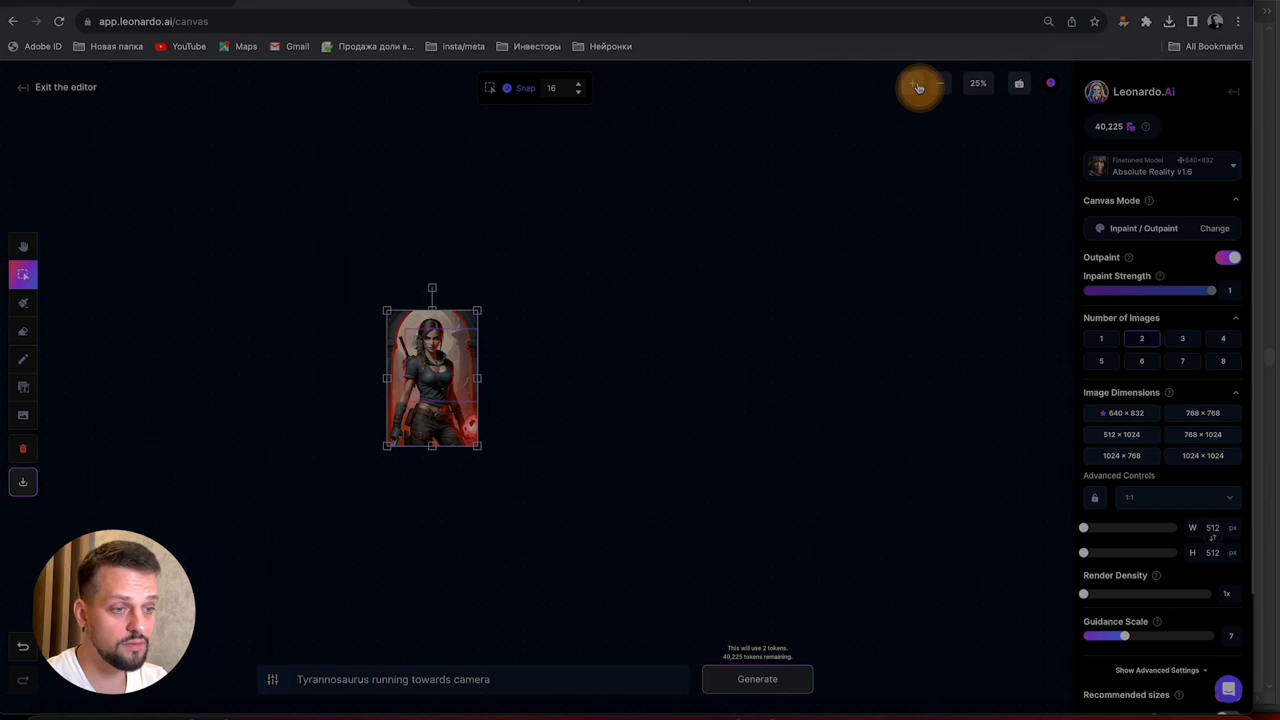 app.leonardo.ai/canvas
Adobe ID
Новая папка
YouTube
Maps
Gmail
Продажа доли в...
insta/meta
Инвесторы
Нейронки
All Bookmarks
Exit the editor
Snap 16
25%
Leonardo.Ai
40,225
Finetuned Model
640×832
Absolute Reality v1.6
Canvas Mode
Inpaint / Outpaint
Change
Outpaint
Inpaint Strength
1
Number of Images
1 2 3 4
5 6 7 8
Image Dimensions
640 × 832 768 × 768
512 × 1024 768 × 1024
1024 × 768 1024 × 1024
Advanced Controls
1:1
W 512 px
H 512 px
Render Density
1x
Guidance Scale
7
Show Advanced Settings
Recommended sizes
This will use 2 tokens.
40,225 tokens remaining.
Tyrannosaurus running towards camera
Generate